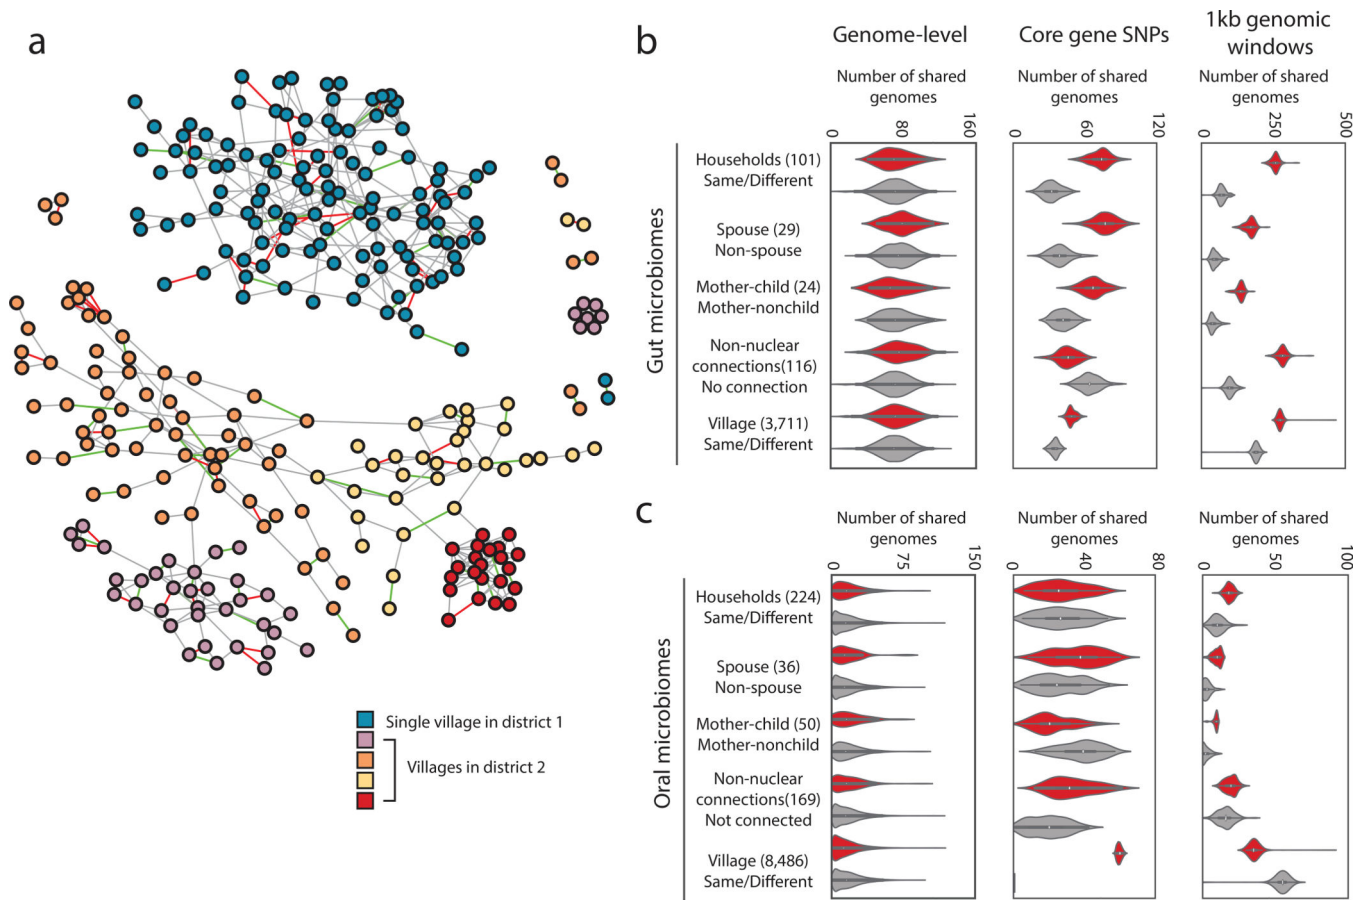 a
Single village in district 1
Villages in district 2
b
Genome-level
Core gene SNPs
1kb genomic
windows
Number of shared
genomes
Number of shared
genomes
Number of shared
genomes
0
80
160
0
60
120
0
250
500
Gut microbiomes
Households (101)
Same/Different
Spouse (29)
Non-spouse
Mother-child (24)
Mother-nonchild
Non-nuclear
connections(116)
No connection
Village (3,711)
Same/Different
c
Number of shared
genomes
Number of shared
genomes
Number of shared
genomes
0
75
150
0
40
80
0
50
100
Oral microbiomes
Households (224)
Same/Different
Spouse (36)
Non-spouse
Mother-child (50)
Mother-nonchild
Non-nuclear
connections(169)
Not connected
Village (8,486)
Same/Different